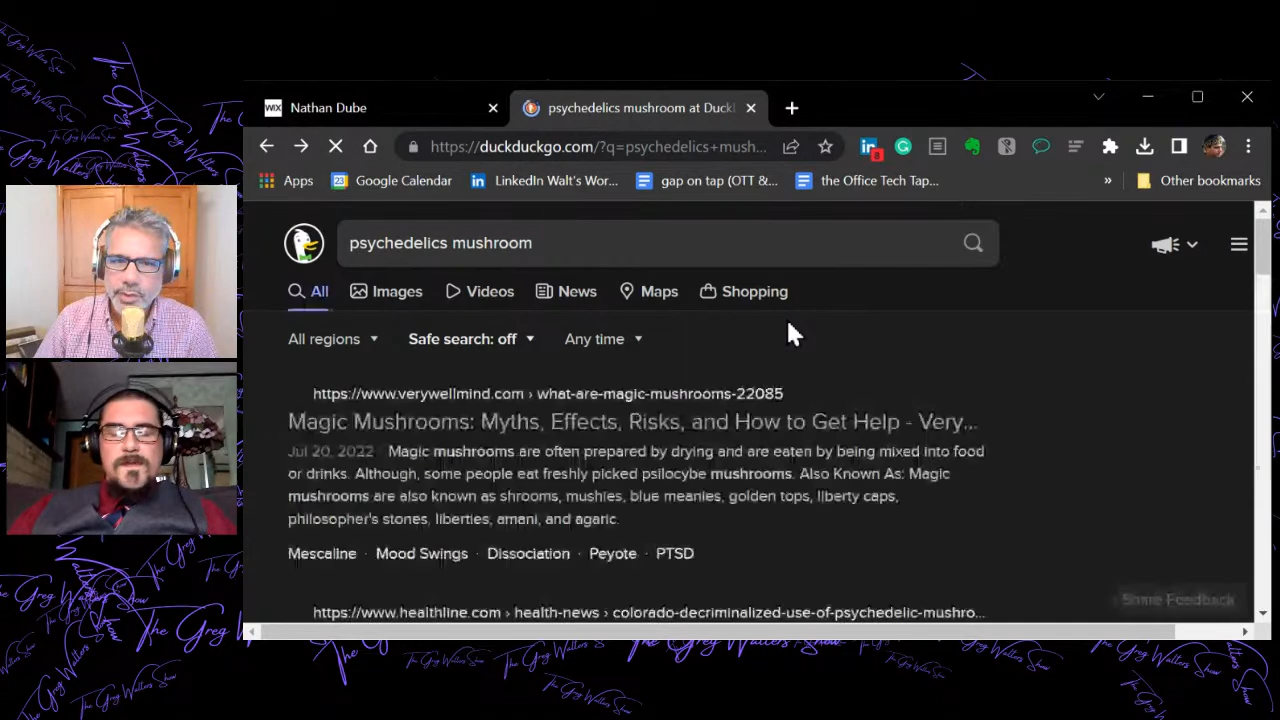 The Greg Walters Show
WIX Nathan Dube
psychedelics mushroom at Duck
https://duckduckgo.com/?q=psychedelics+mush...
8
Apps
23 Google Calendar
LinkedIn Walt's Wor...
gap on tap (OTT &...
the Office Tech Tap...
»
Other bookmarks
psychedelics mushroom
All
Images
Videos
News
Maps
Shopping
All regions
Safe search: off
Any time
https://www.verywellmind.com › what-are-magic-mushrooms-22085
Magic Mushrooms: Myths, Effects, Risks, and How to Get Help - Very...
Jul 20, 2022 Magic mushrooms are often prepared by drying and are eaten by being mixed into food
or drinks. Although, some people eat freshly picked psilocybe mushrooms. Also Known As: Magic
mushrooms are also known as shrooms, mushies, blue meanies, golden tops, liberty caps,
philosopher's stones, liberties, amani, and agaric.
Mescaline · Mood Swings · Dissociation · Peyote · PTSD
https://www.healthline.com › health-news › colorado-decriminalized-use-of-psychedelic-mushro...
Share Feedback